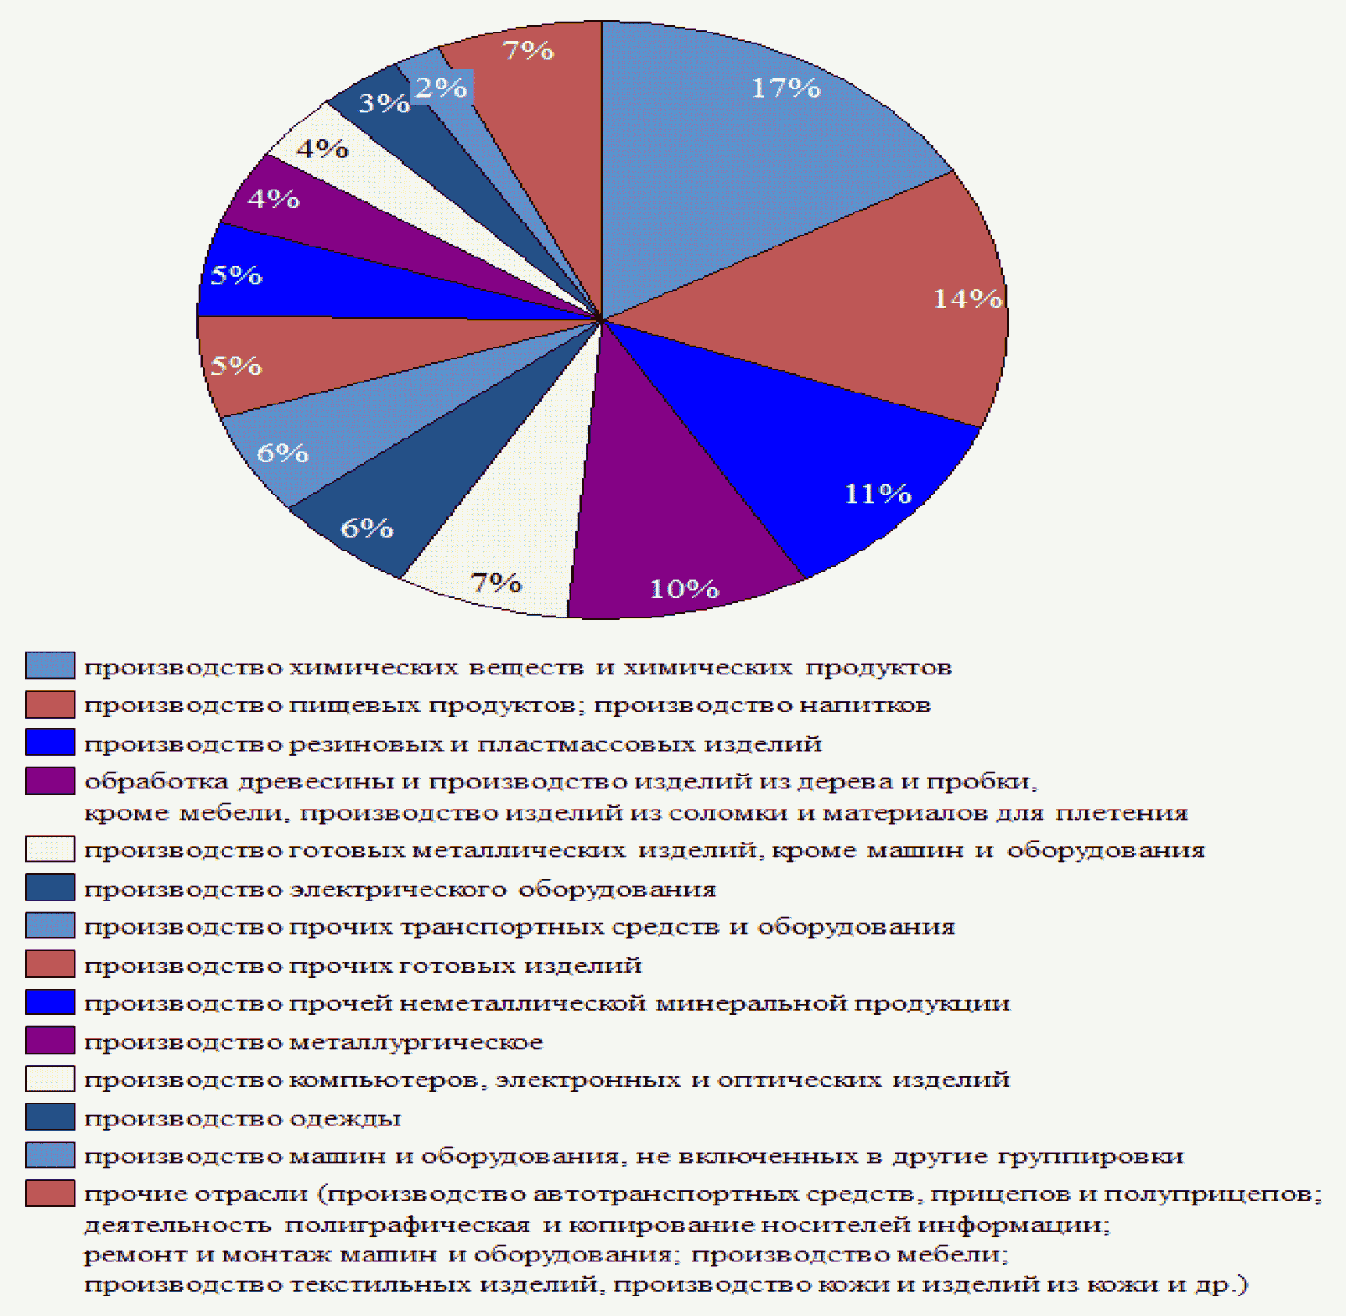 7%
17%
2%
3%
4%
4%
5%
14%
5%
6%
11%
6%
7%
10%
производство химических веществ и химических продуктов
производство пищевых продуктов; производство напитков
производство резиновых и пластмассовых изделий
обработка древесины и производство изделий из дерева и пробки,
кроме мебели, производство изделий из соломки и материалов для плетения
производство готовых металлических изделий, кроме машин и оборудования
производство электрического оборудования
производство прочих транспортных средств и оборудования
производство прочих готовых изделий
производство прочей неметаллической минеральной продукции
производство металлургическое
производство компьютеров, электронных и оптических изделий
производство одежды
производство машин и оборудования, не включенных в другие группировки
прочие отрасли (производство автотранспортных средств, прицепов и полуприцепов;
деятельность полиграфическая и копирование носителей информации;
ремонт и монтаж машин и оборудования; производство мебели;
производство текстильных изделий, производство кожи и изделий из кожи и др.)